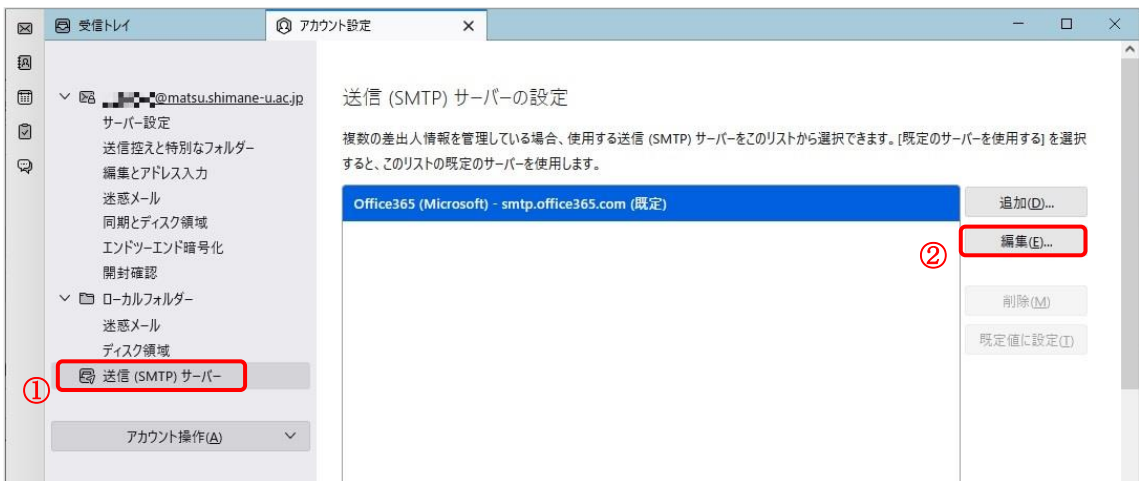 受信トレイ
アカウント設定
@matsu.shimane-u.ac.jp
サーバー設定
送信控えと特別なフォルダー
編集とアドレス入力
迷惑メール
同期とディスク領域
エンドツーエンド暗号化
開封確認
ローカルフォルダー
迷惑メール
ディスク領域
① 送信 (SMTP) サーバー
アカウント操作(A)
送信 (SMTP) サーバーの設定
複数の差出人情報を管理している場合、使用する送信 (SMTP) サーバーをこのリストから選択できます。[既定のサーバーを使用する] を選択
すると、このリストの既定のサーバーを使用します。
Office365 (Microsoft) - smtp.office365.com (既定)
追加(D)...
② 編集(E)...
削除(M)
既定値に設定(T)